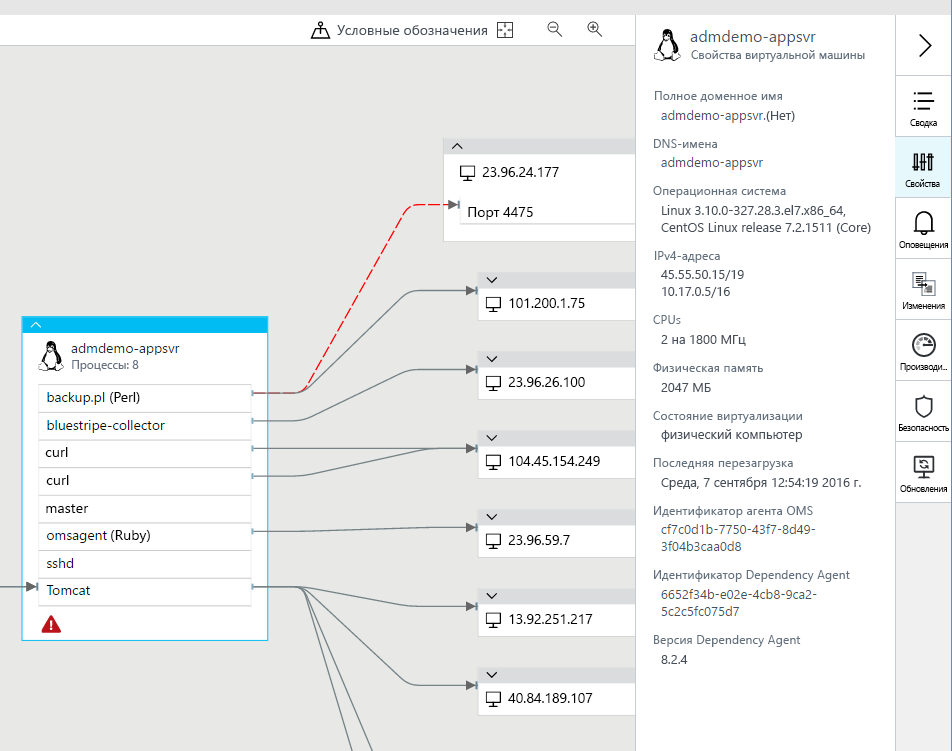 Условные обозначения
23.96.24.177
Порт 4475
101.200.1.75
23.96.26.100
104.45.154.249
23.96.59.7
13.92.251.217
40.84.189.107
admdemo-appsvr
Процессы: 8
backup.pl (Perl)
bluestripe-collector
curl
curl
master
omsagent (Ruby)
sshd
Tomcat
admdemo-appsvr
Свойства виртуальной машины
Полное доменное имя
admdemo-appsvr.(Нет)
DNS-имена
admdemo-appsvr
Операционная система
Linux 3.10.0-327.28.3.el7.x86_64,
CentOS Linux release 7.2.1511 (Core)
IPv4-адреса
45.55.50.15/19
10.17.0.5/16
CPUs
2 на 1800 МГц
Физическая память
2047 МБ
Состояние виртуализации
физический компьютер
Последняя перезагрузка
Среда, 7 сентября 12:54:19 2016 г.
Идентификатор агента OMS
cf7c0d1b-7750-43f7-8d49-
3f04b3caa0d8
Идентификатор Dependency Agent
6652f34b-e02e-4cb8-9ca2-
5c2c5fc075d7
Версия Dependency Agent
8.2.4
Сводка
Свойства
Оповещения
Изменения
Производи...
Безопасность
Обновления